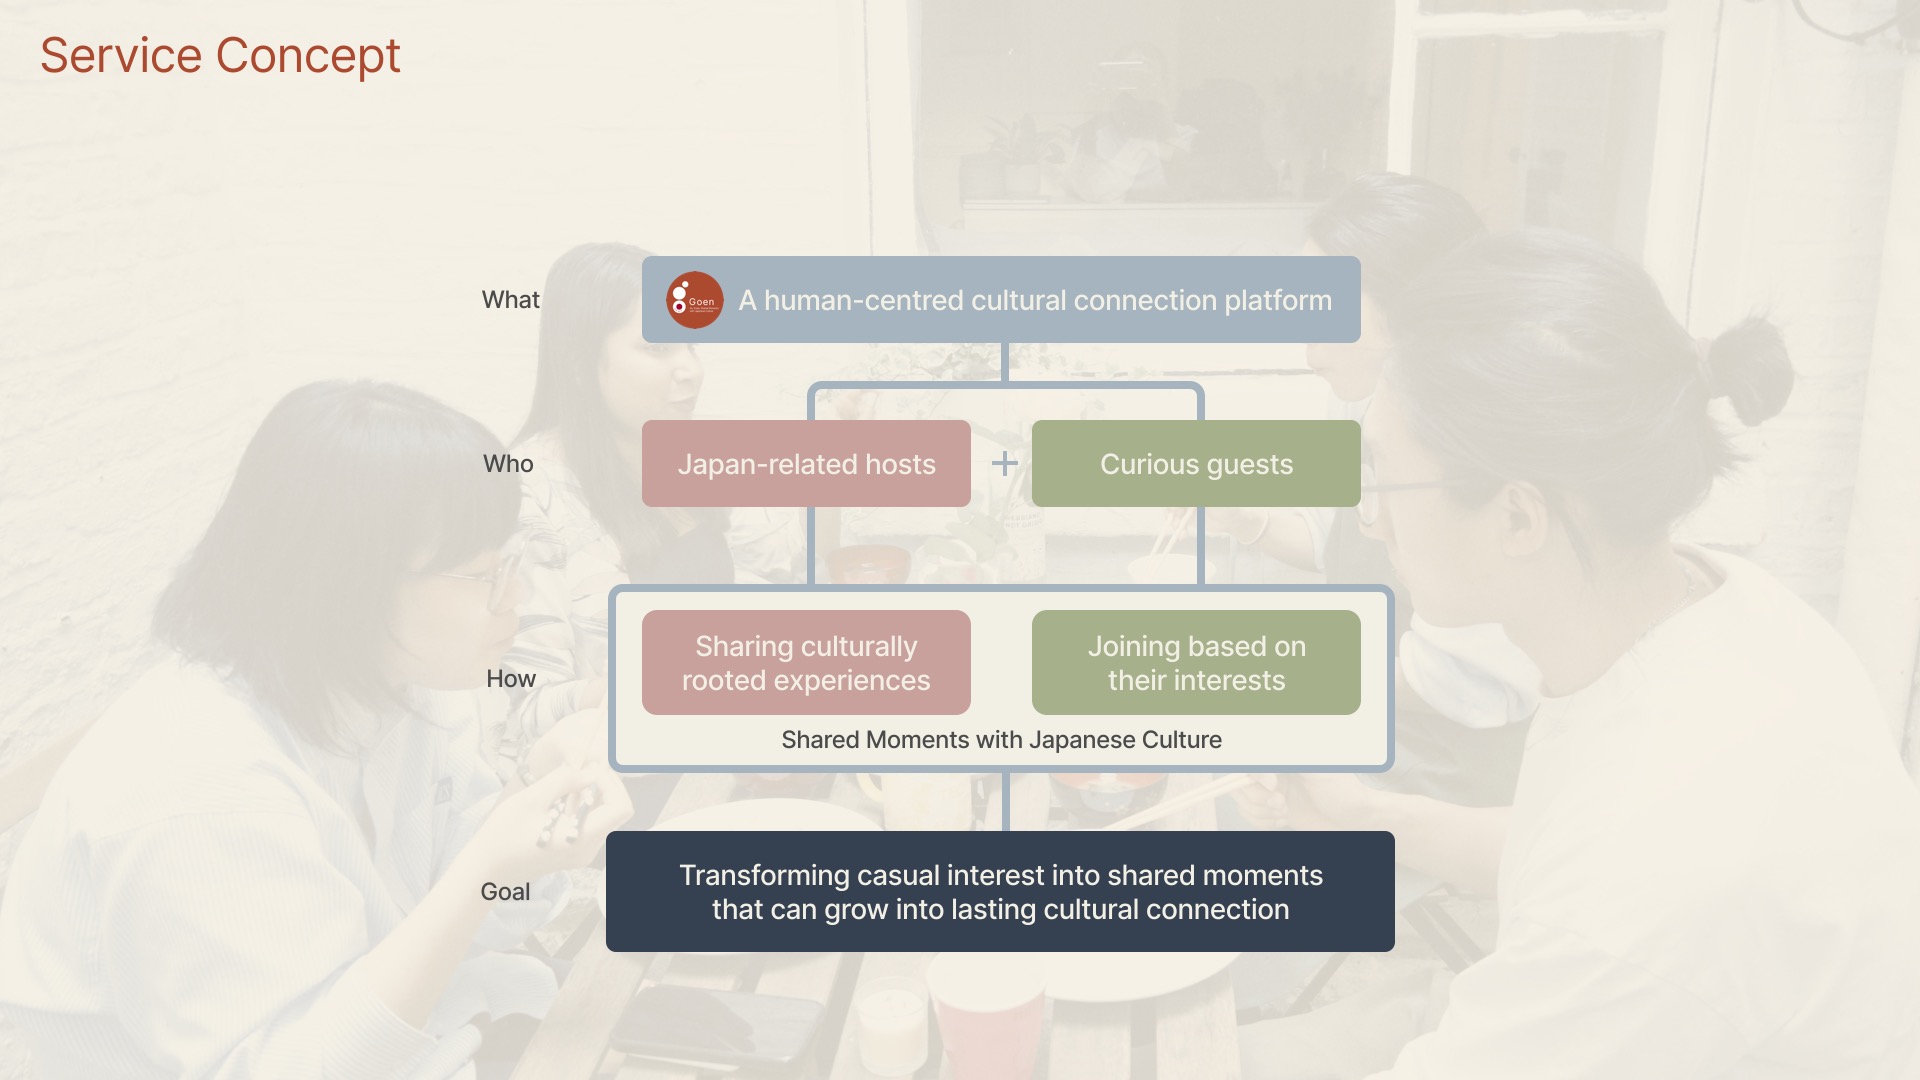 Service Concept
What
Goen
A human-centred cultural connection platform
Who
Japan-related hosts
+
Curious guests
How
Sharing culturally
rooted experiences
Joining based on
their interests
Shared Moments with Japanese Culture
Goal
Transforming casual interest into shared moments
that can grow into lasting cultural connection